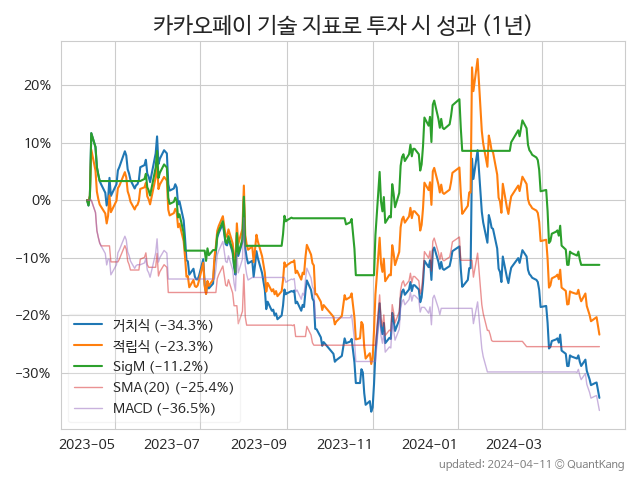 카카오페이 기술 지표로 투자 시 성과 (1년)
20%
10%
0%
−10%
−20%
−30%
거치식 (−34.3%)
적립식 (−23.3%)
SigM (−11.2%)
SMA(20) (−25.4%)
MACD (−36.5%)
2023-05
2023-07
2023-09
2023-11
2024-01
2024-03
updated: 2024-04-11 © QuantKang